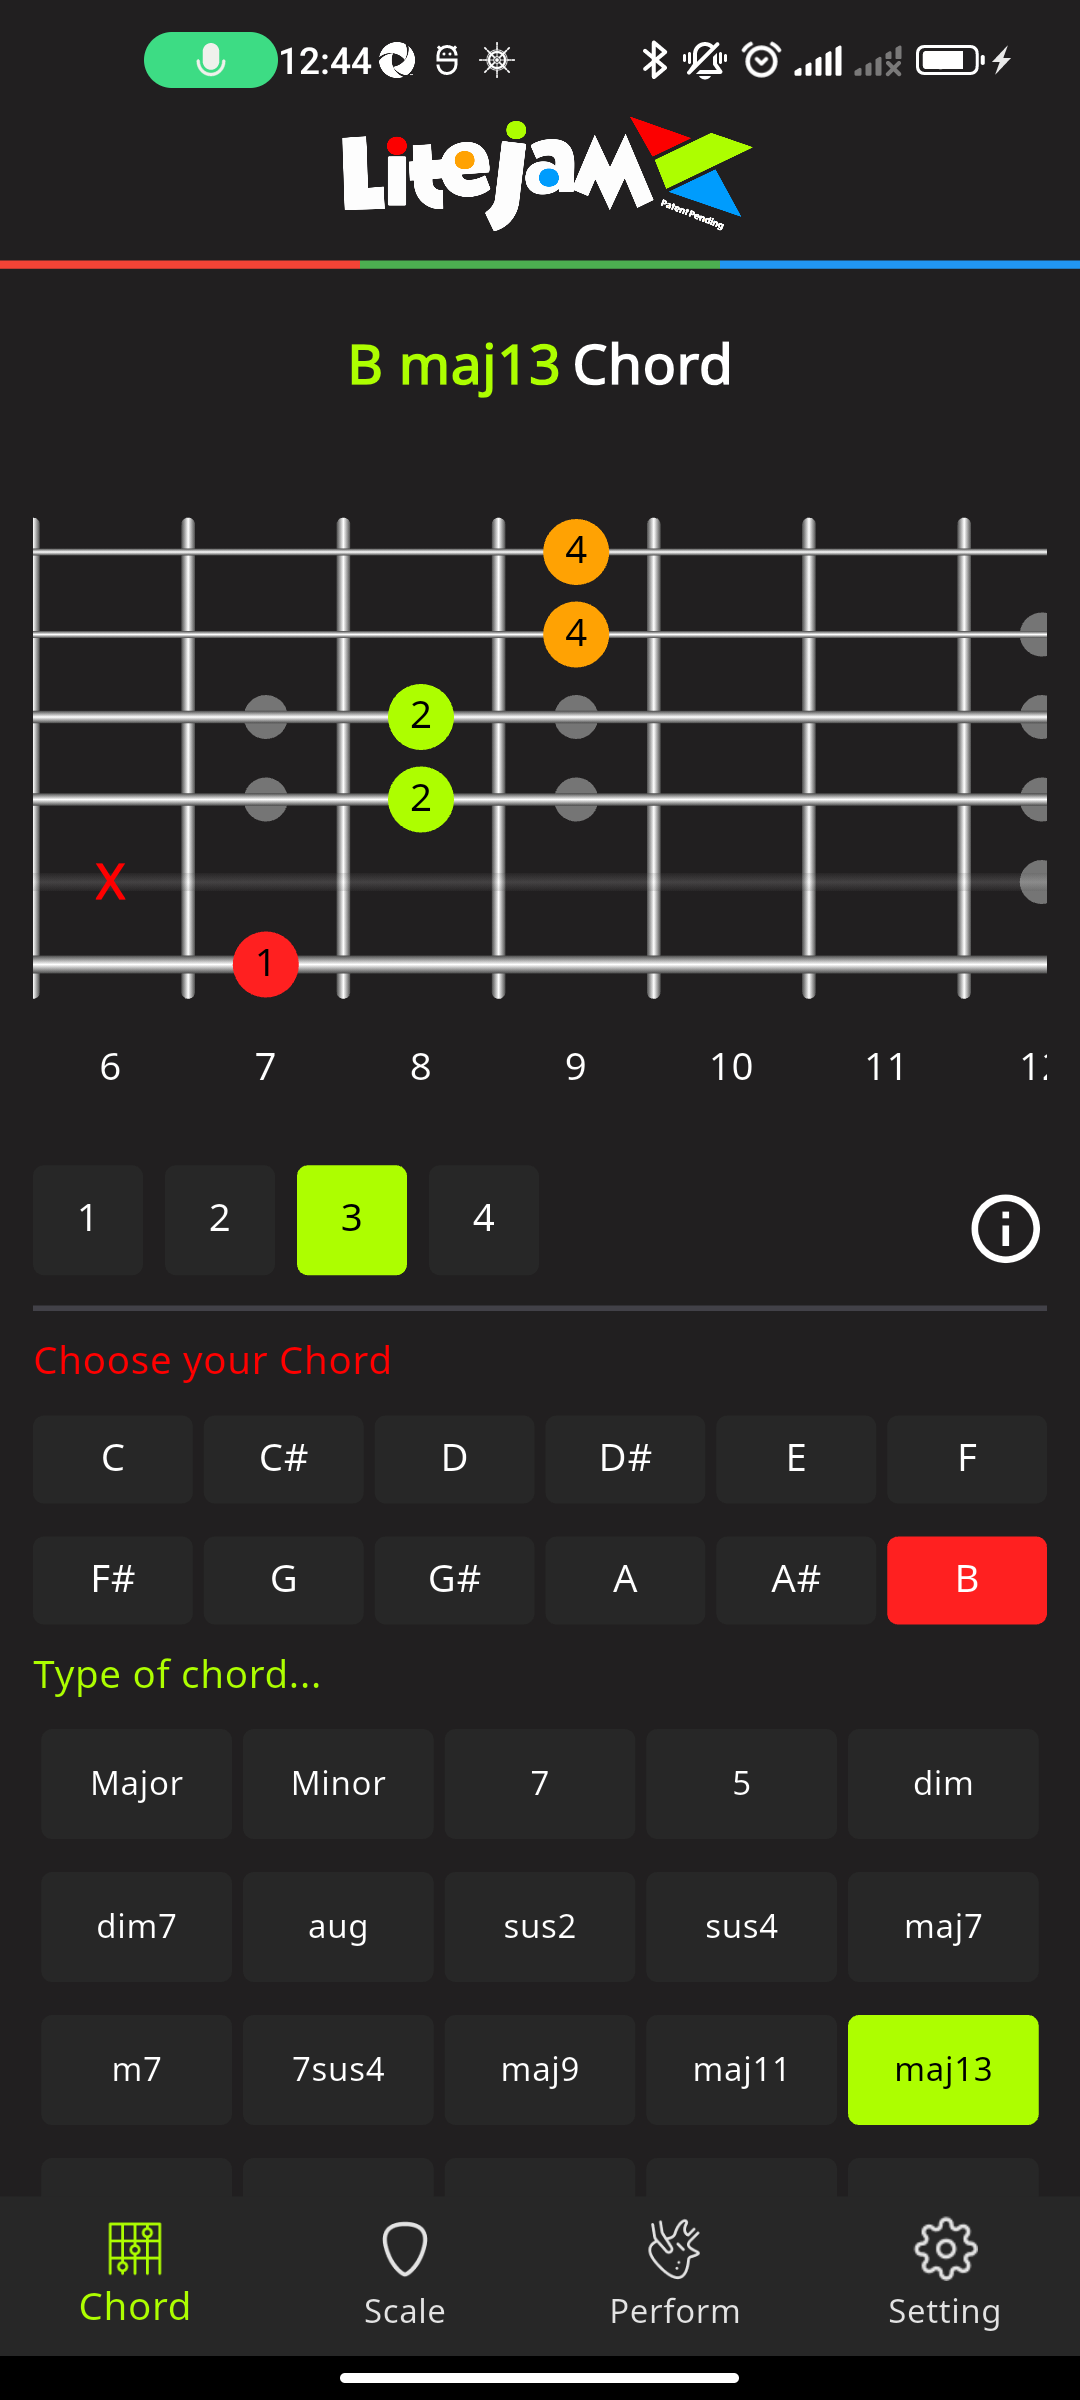 12:44
LitejaM
Patent Pending
B maj13 Chord
4
4
2
2
X
1
6 7 8 9 10 11 12
1 2 3 4
Choose your Chord
C C# D D# E F
F# G G# A A# B
Type of chord...
Major Minor 7 5 dim
dim7 aug sus2 sus4 maj7
m7 7sus4 maj9 maj11 maj13
Chord Scale Perform Setting